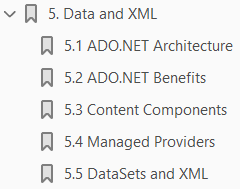 5. Data and XML
5.1 ADO.NET Architecture
5.2 ADO.NET Benefits
5.3 Content Components
5.4 Managed Providers
5.5 DataSets and XML